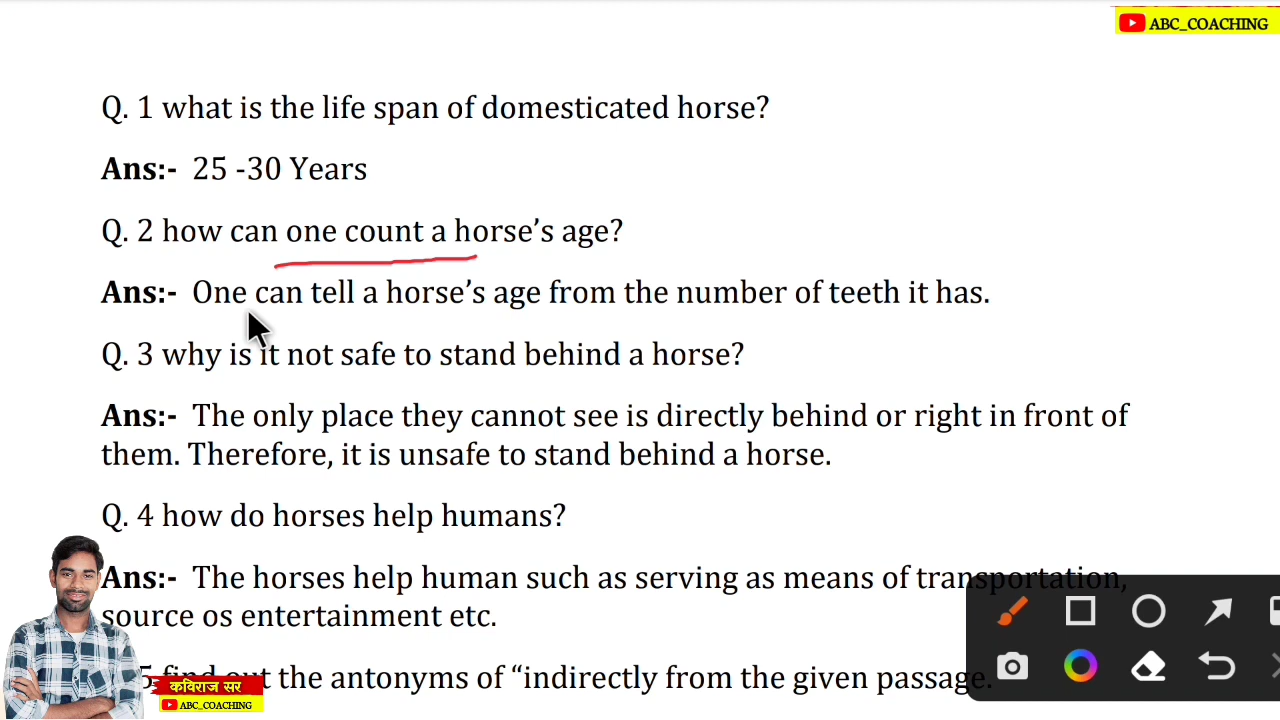 ABC_COACHING
Q. 1 what is the life span of domesticated horse?
Ans:- 25 -30 Years
Q. 2 how can one count a horse’s age?
Ans:- One can tell a horse’s age from the number of teeth it has.
Q. 3 why is it not safe to stand behind a horse?
Ans:- The only place they cannot see is directly behind or right in front of
them. Therefore, it is unsafe to stand behind a horse.
Q. 4 how do horses help humans?
Ans:- The horses help human such as serving as means of transportation,
source os entertainment etc.
5 find out the antonyms of “indirectly from the given passage.
कविराज सर
ABC_COACHING